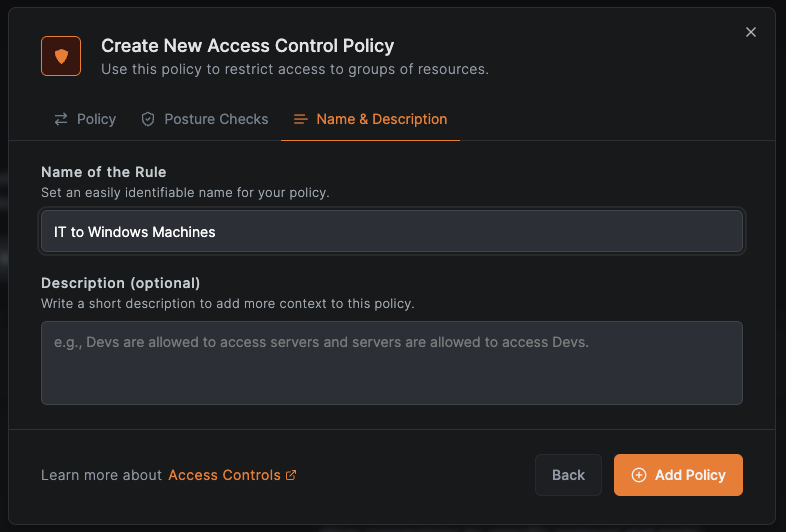 Create New Access Control Policy
Use this policy to restrict access to groups of resources.
Policy
Posture Checks
Name & Description
Name of the Rule
Set an easily identifiable name for your policy.
IT to Windows Machines
Description (optional)
Write a short description to add more context to this policy.
e.g., Devs are allowed to access servers and servers are allowed to access Devs.
Learn more about Access Controls
Back
Add Policy